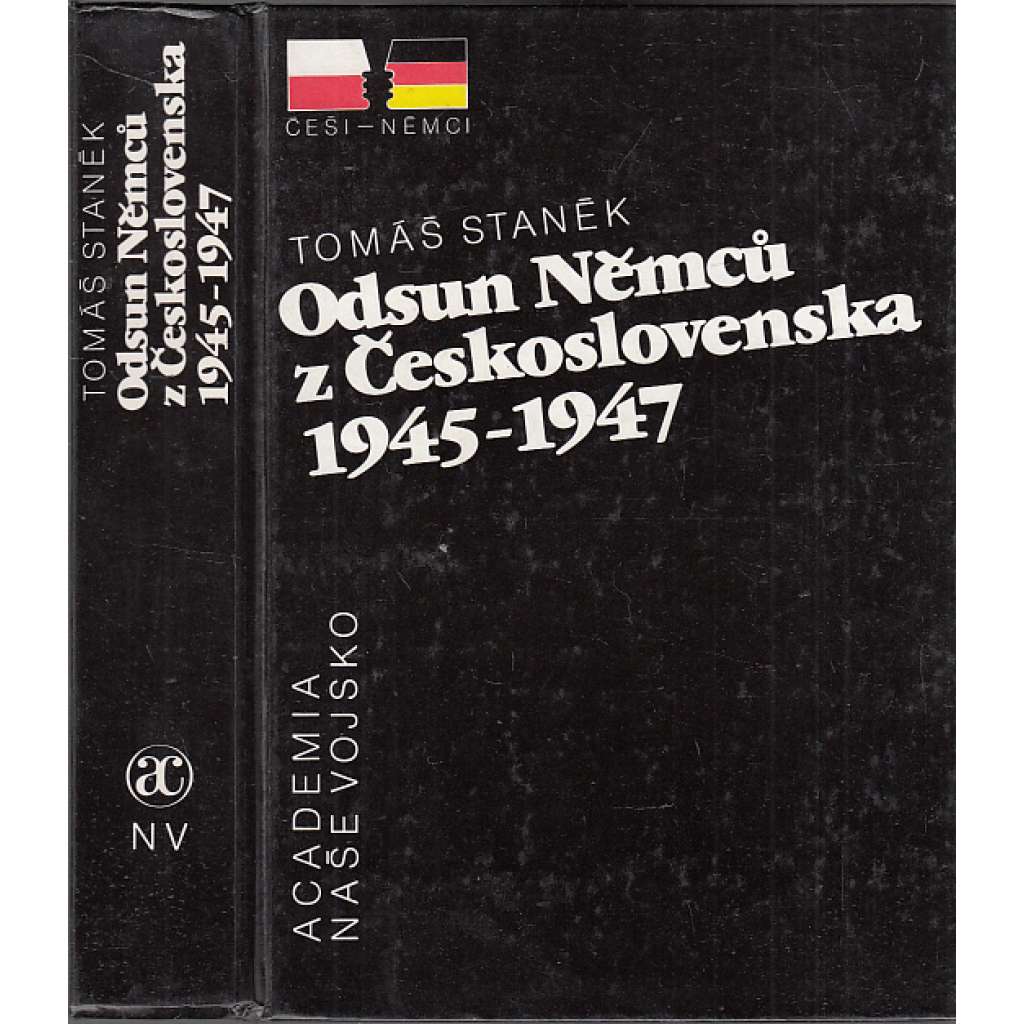 TOMÁŠ STANĚK
Odsun Němců
z Československa
1945-1947
ac
NV
ČEŠI–NĚMCI
TOMÁŠ STANĚK
Odsun Němců
z Československa
1945-1947
ACADEMIA
NAŠE VOJSKO